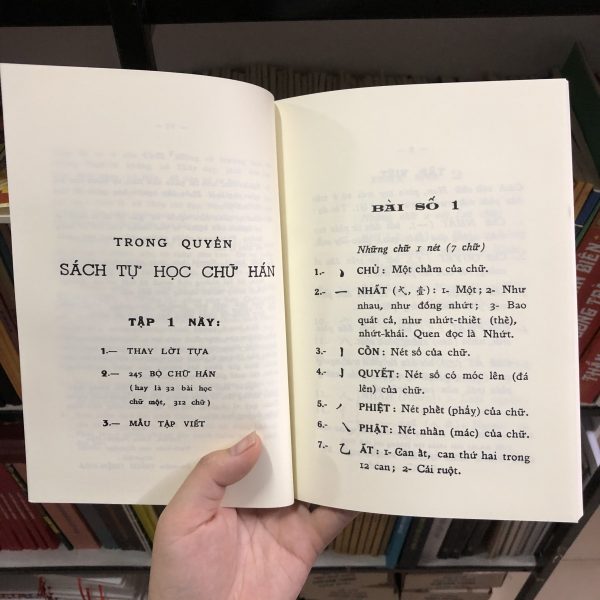 TRONG QUYỂN
SÁCH TỰ HỌC CHỮ HÁN
TẬP 1 NẦY:
1.— THAY LỜI TỰA
2.— 245 BỘ CHỮ HÁN
(hay là 32 bài học
chữ một, 312 chữ)
3.— MẪU TẬP VIẾT
BÀI SỐ 1
Những chữ 1 nét (7 chữ)
1.- 丶 CHỦ: Một chấm của chữ.
2.- 一 NHẤT (弌, 壹): 1- Một; 2- Như
nhau, như đồng nhứt; 3- Bao
quát cả, như nhứt-thiết (thề),
nhứt-khái. Quen đọc là Nhứt.
3.- 丨 CỒN: Nét sổ của chữ.
4.- 亅 QUYẾT: Nét sổ có móc lên (đá
lên) của chữ.
5.- 丿 PHIỆT: Nét phết (phảy) của chữ.
6.- ㇏ PHẬT: Nét nhấn (mác) của chữ.
7.- 乙 ẤT: 1- Can ất, can thứ hai trong
12 can; 2- Cái ruột.
ĐIỂN